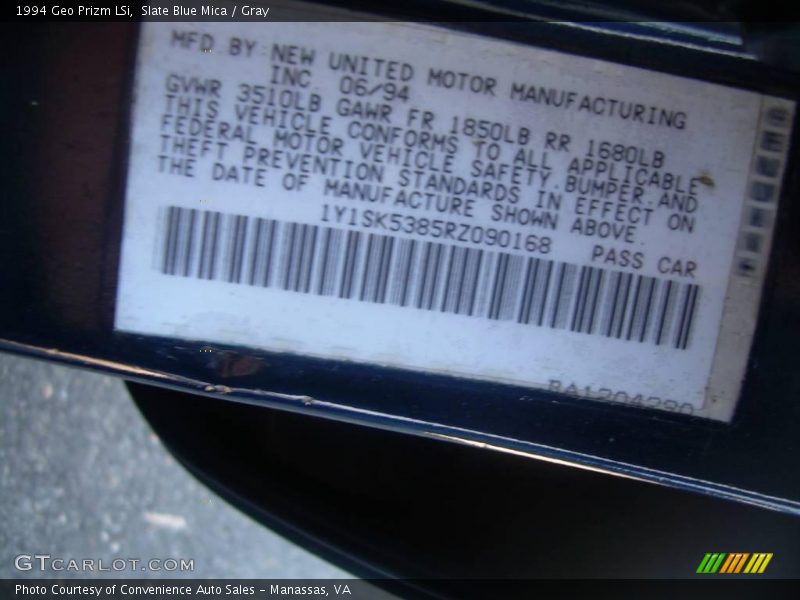 1994 Geo Prizm LSi, Slate Blue Mica / Gray
MFD BY NEW UNITED MOTOR MANUFACTURING
INC. 06/94
GVWR 3510LB GAWR FR 1850LB RR 1680LB
THIS VEHICLE CONFORMS TO ALL APPLICABLE
FEDERAL MOTOR VEHICLE SAFETY.BUMPER.AND
THEFT PREVENTION STANDARDS IN EFFECT ON
THE DATE OF MANUFACTURE SHOWN ABOVE.
1Y1SK5385RZ090168 PASS CAR
GTCARLOT.COM
Photo Courtesy of Convenience Auto Sales - Manassas, VA